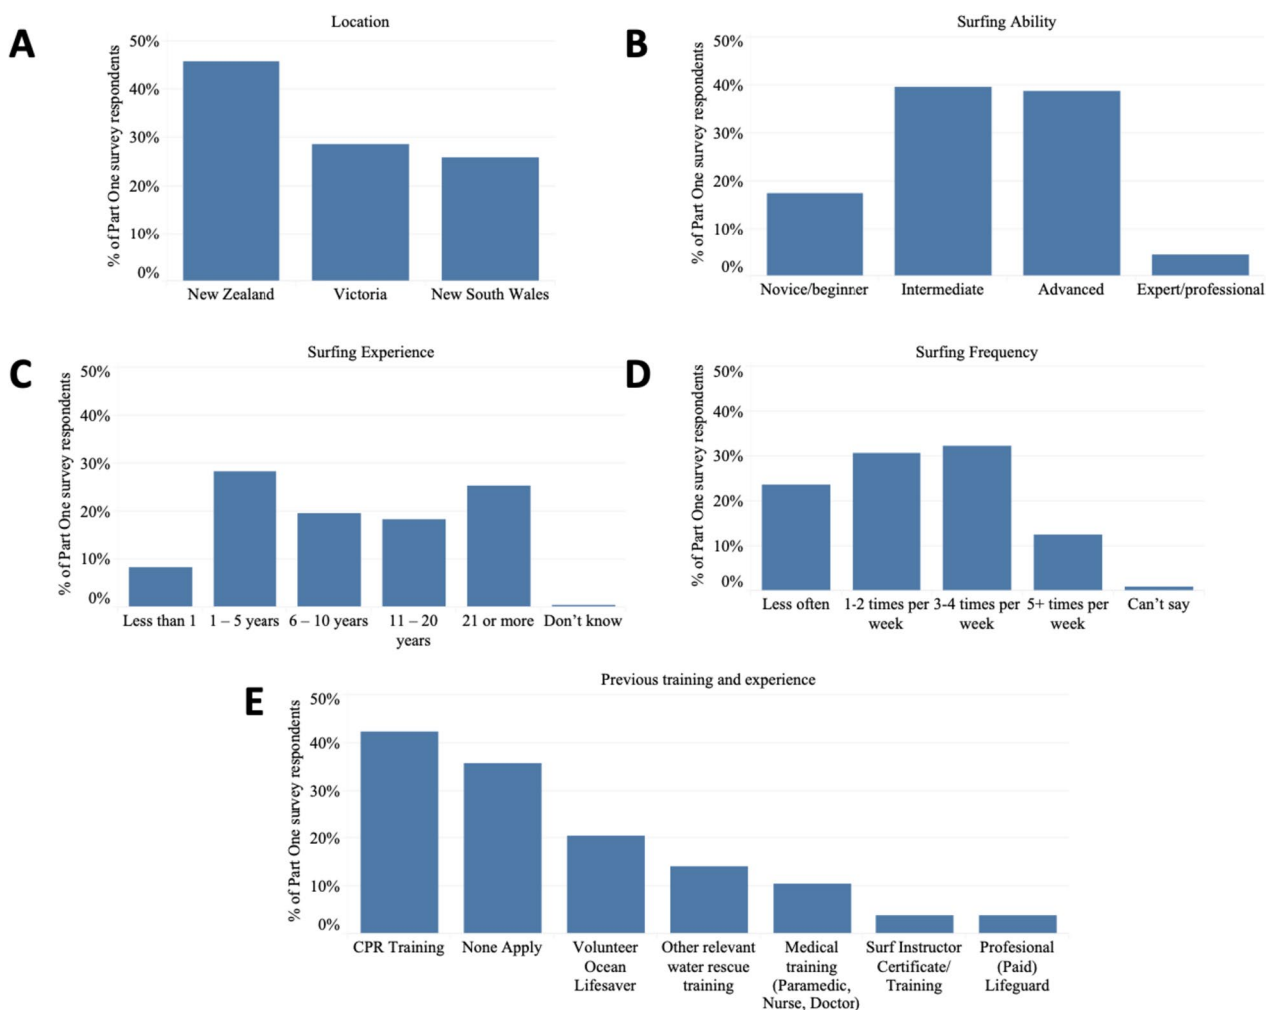 A
Location
% of Part One survey respondents
50%
40%
30%
20%
10%
0%
New Zealand Victoria New South Wales
B
Surfing Ability
% of Part One survey respondents
50%
40%
30%
20%
10%
0%
Novice/beginner Intermediate Advanced Expert/professional
C
Surfing Experience
% of Part One survey respondents
50%
40%
30%
20%
10%
0%
Less than 1 1 – 5 years 6 – 10 years 11 – 20 21 or more Don't know
years
D
Surfing Frequency
% of Part One survey respondents
50%
40%
30%
20%
10%
0%
Less often 1-2 times per 3-4 times per 5+ times per Can't say
week week week
E
Previous training and experience
% of Part One survey respondents
50%
40%
30%
20%
10%
0%
CPR Training None Apply Volunteer Other relevant Medical Surf Instructor Profesional
Ocean water rescue training Certificate/ (Paid)
Lifesaver training (Paramedic, Training Lifeguard
Nurse, Doctor)